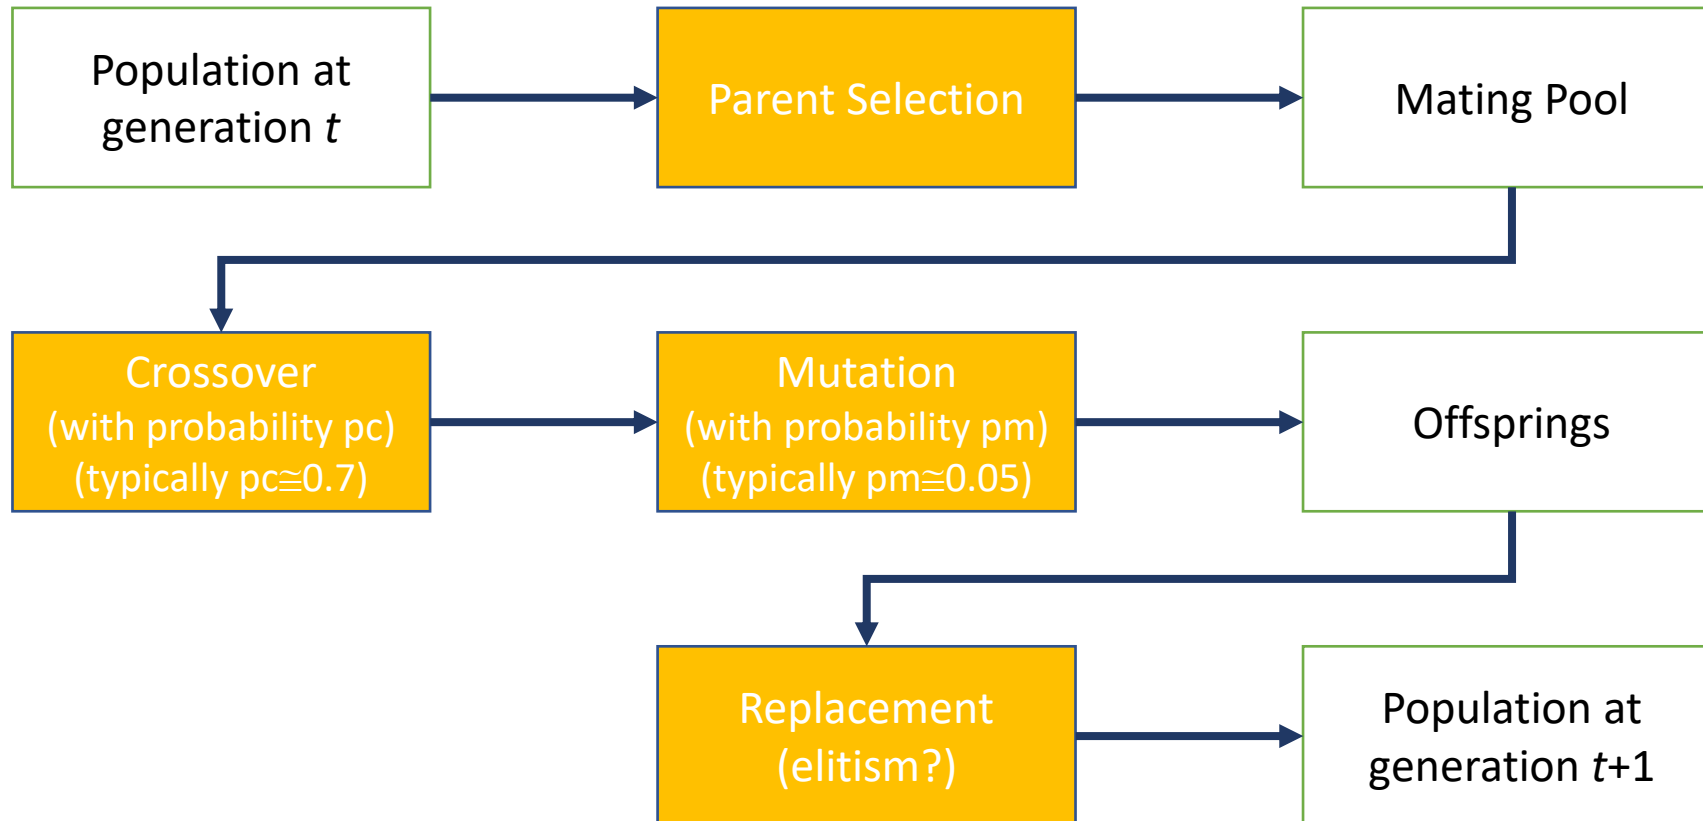 Population at
generation t
Parent Selection
Mating Pool
Crossover
(with probability pc)
(typically pc≅0.7)
Mutation
(with probability pm)
(typically pm≅0.05)
Offsprings
Replacement
(elitism?)
Population at
generation t+1